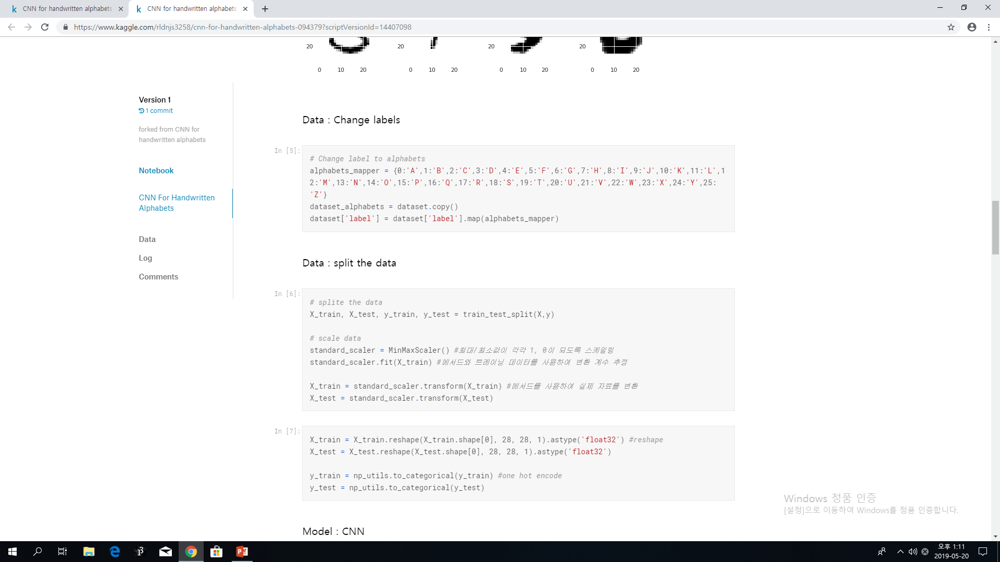 CNN for handwritten alphabets
CNN for handwritten alphabets
https://www.kaggle.com/rldnjs3258/cnn-for-handwritten-alphabets-094379?scriptVersionId=14407098
20 20 20 20
0 10 20 0 10 20 0 10 20 0 10 20
Version 1
1 commit
forked from CNN for
handwritten alphabets
Notebook
CNN For Handwritten
Alphabets
Data
Log
Comments
Data : Change labels
In [5]:
# Change label to alphabets
alphabets_mapper = {0:'A',1:'B',2:'C',3:'D',4:'E',5:'F',6:'G',7:'H',8:'I',9:'J',10:'K',11:'L',1
2:'M',13:'N',14:'O',15:'P',16:'Q',17:'R',18:'S',19:'T',20:'U',21:'V',22:'W',23:'X',24:'Y',25:
'Z'}
dataset_alphabets = dataset.copy()
dataset['label'] = dataset['label'].map(alphabets_mapper)
Data : split the data
In [6]:
# splite the data
X_train, X_test, y_train, y_test = train_test_split(X,y)
# scale data
standard_scaler = MinMaxScaler() #최대/최소값이 각각 1, 0이 되도록 스케일링
standard_scaler.fit(X_train) #메서드와 트레이닝 데이터를 사용하여 변환 계수 추정
X_train = standard_scaler.transform(X_train) #메서드를 사용하여 실제 자료를 변환
X_test = standard_scaler.transform(X_test)
In [7]:
X_train = X_train.reshape(X_train.shape[0], 28, 28, 1).astype('float32') #reshape
X_test = X_test.reshape(X_test.shape[0], 28, 28, 1).astype('float32')
y_train = np_utils.to_categorical(y_train) #one hot encode
y_test = np_utils.to_categorical(y_test)
Model : CNN
Windows 정품 인증
[설정]으로 이동하여 Windows를 정품 인증합니다.
오후 1:11
2019-05-20